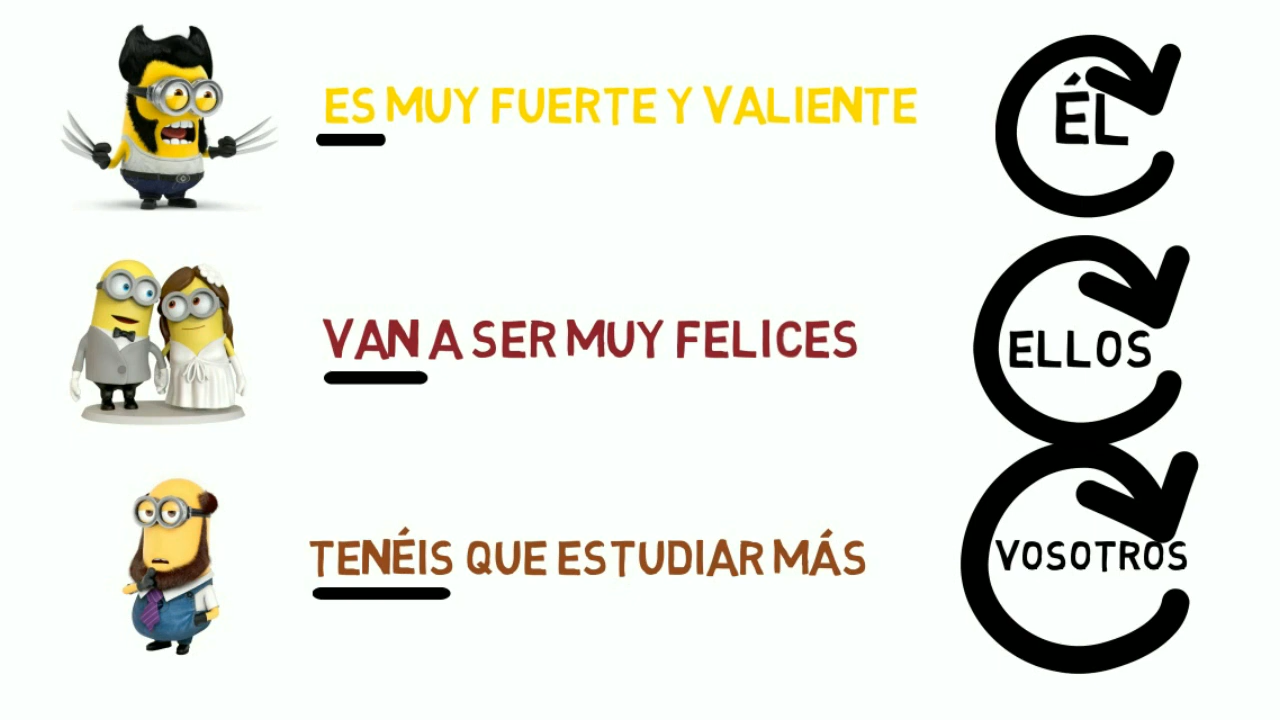 ES MUY FUERTE Y VALIENTE
ÉL
VAN A SER MUY FELICES
ELLOS
TENÉIS QUE ESTUDIAR MÁS
VOSOTROS